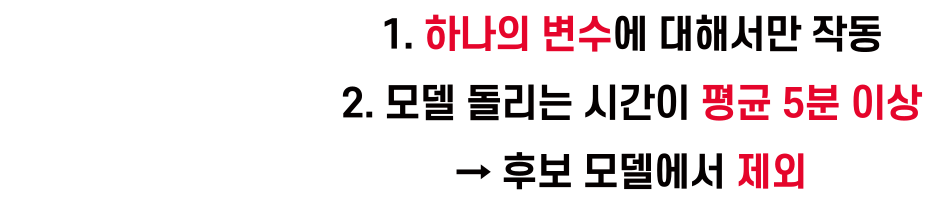 1. 하나의 변수에 대해서만 작동
2. 모델 돌리는 시간이 평균 5분 이상
→ 후보 모델에서 제외